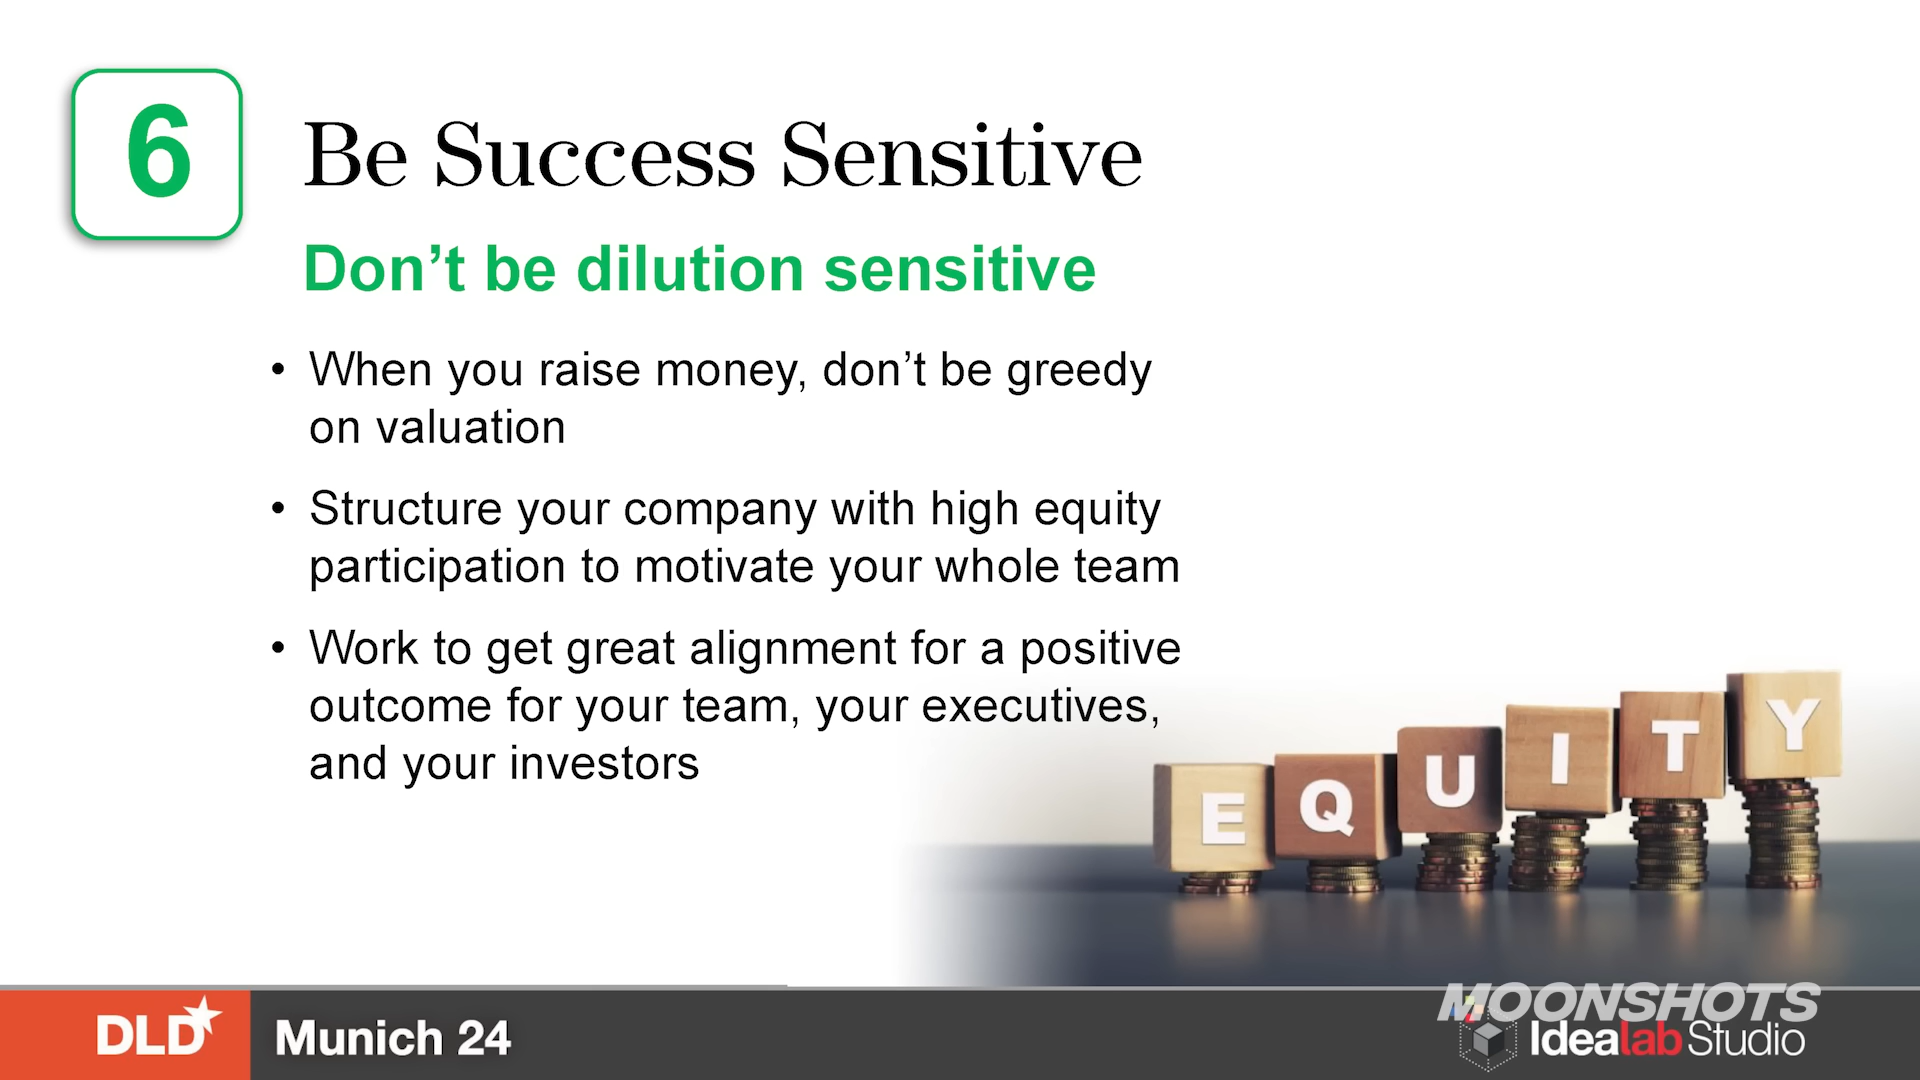 6
Be Success Sensitive
Don’t be dilution sensitive
• When you raise money, don’t be greedy
on valuation
• Structure your company with high equity
participation to motivate your whole team
• Work to get great alignment for a positive
outcome for your team, your executives,
and your investors
EQUITY
DLD Munich 24
MOONSHOTS
Idealab Studio